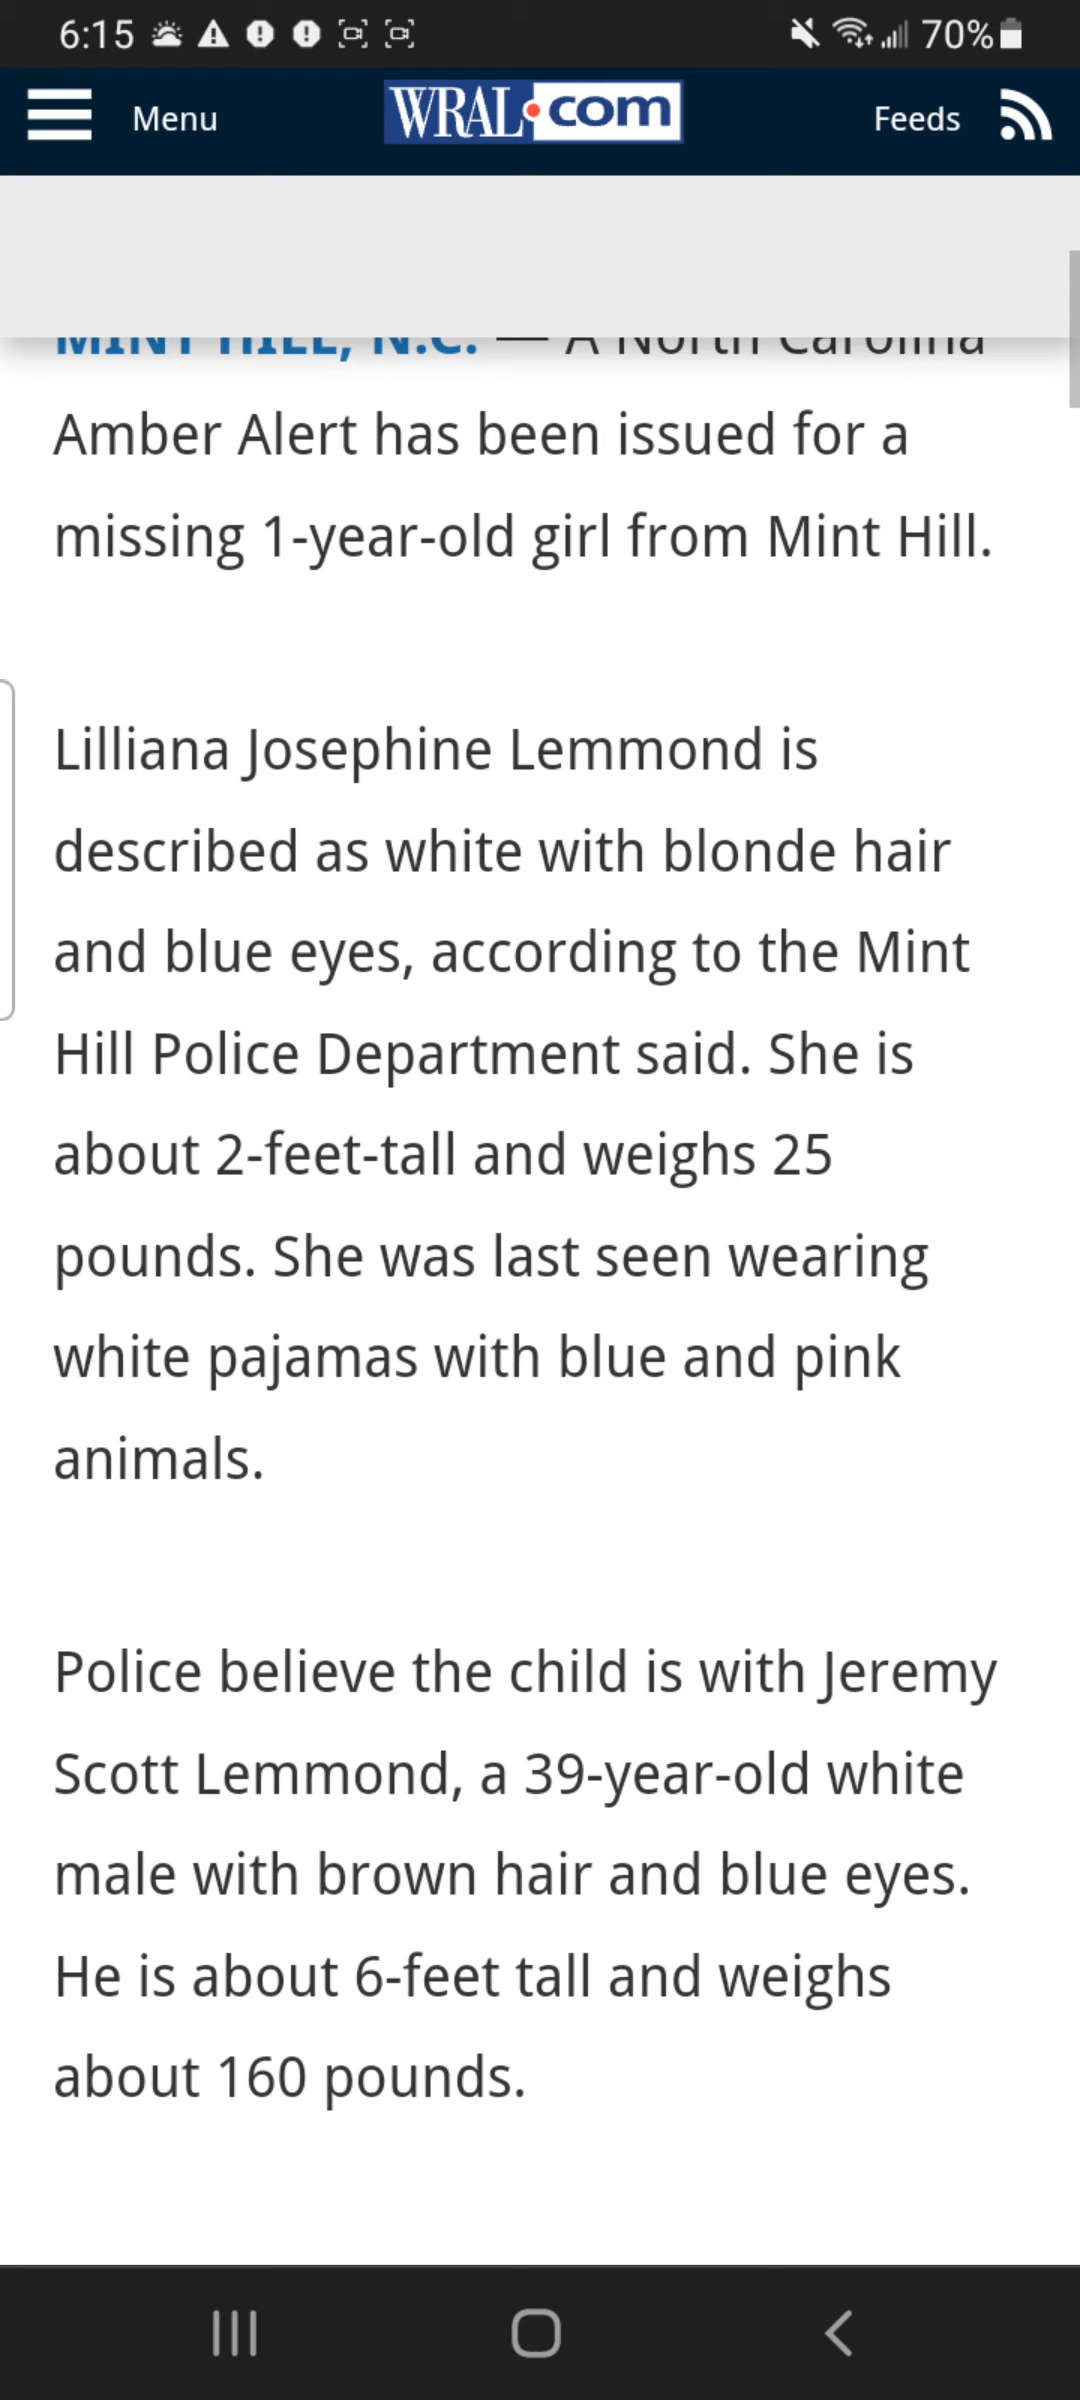 6:15 70%
Menu WRAL.com Feeds
MINT HILL, N.C. — A North Carolina
Amber Alert has been issued for a
missing 1-year-old girl from Mint Hill.
Lilliana Josephine Lemmond is
described as white with blonde hair
and blue eyes, according to the Mint
Hill Police Department said. She is
about 2-feet-tall and weighs 25
pounds. She was last seen wearing
white pajamas with blue and pink
animals.
Police believe the child is with Jeremy
Scott Lemmond, a 39-year-old white
male with brown hair and blue eyes.
He is about 6-feet tall and weighs
about 160 pounds.